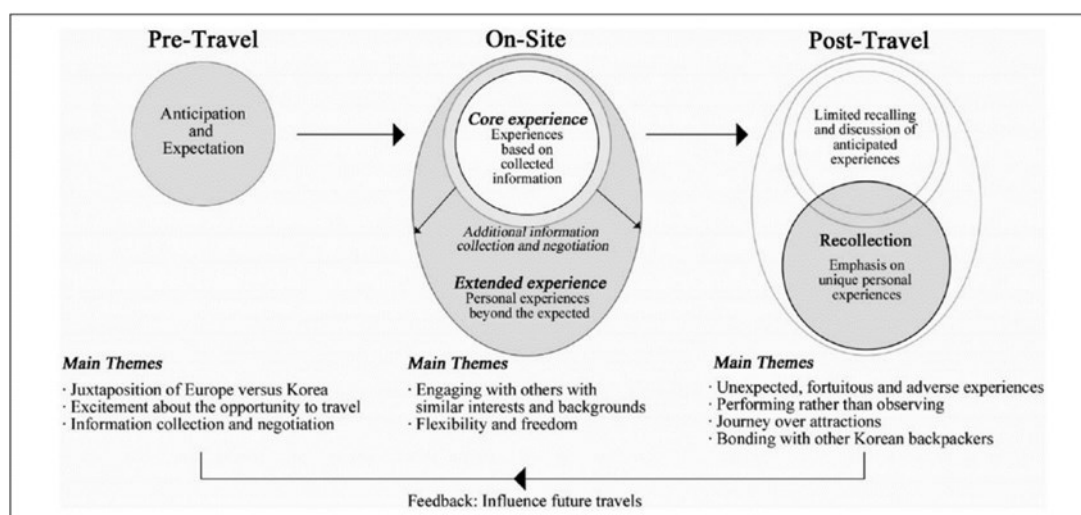 Pre-Travel
Anticipation
and
Expectation
On-Site
Core experience
Experiences
based on
collected
information
Additional information
collection and negotiation
Extended experience
Personal experiences
beyond the expected
Post-Travel
Limited recalling
and discussion of
anticipated
experiences
Recollection
Emphasis on
unique personal
experiences
Main Themes
· Juxtaposition of Europe versus Korea
· Excitement about the opportunity to travel
· Information collection and negotiation
Main Themes
· Engaging with others with
similar interests and backgrounds
· Flexibility and freedom
Main Themes
· Unexpected, fortuitous and adverse experiences
· Performing rather than observing
· Journey over attractions
· Bonding with other Korean backpackers
Feedback: Influence future travels